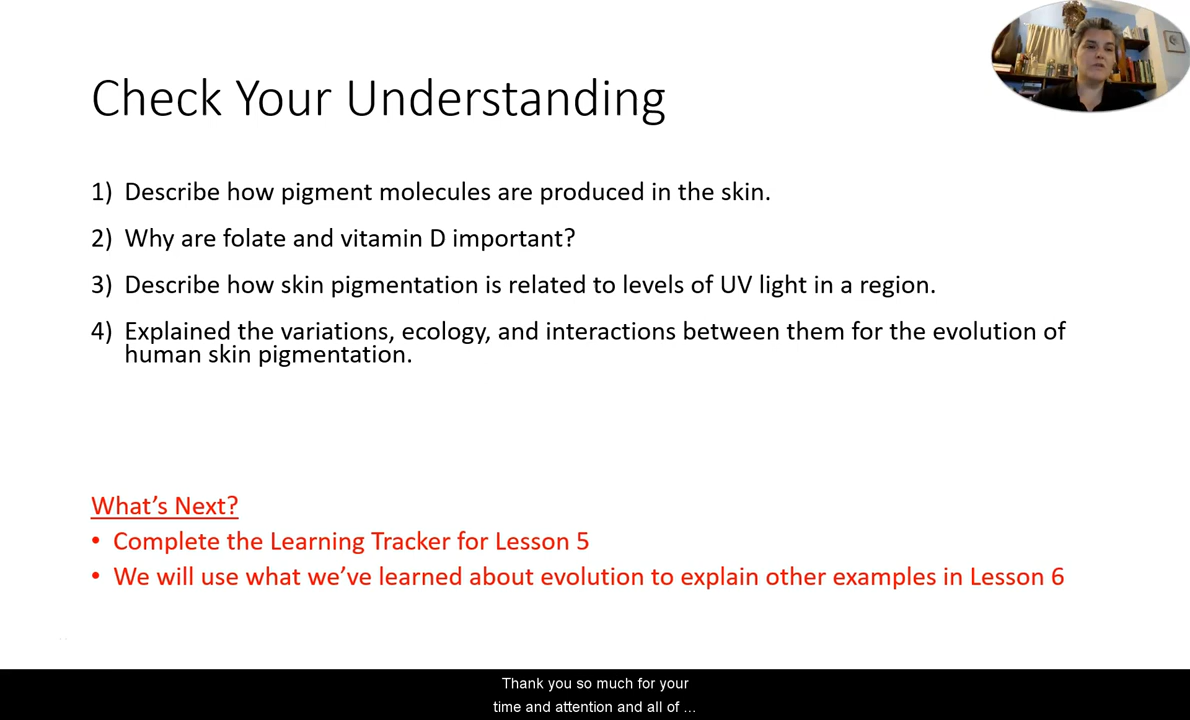 Check Your Understanding
1) Describe how pigment molecules are produced in the skin.
2) Why are folate and vitamin D important?
3) Describe how skin pigmentation is related to levels of UV light in a region.
4) Explained the variations, ecology, and interactions between them for the evolution of
human skin pigmentation.
What's Next?
• Complete the Learning Tracker for Lesson 5
• We will use what we've learned about evolution to explain other examples in Lesson 6
Thank you so much for your
time and attention and all of ...